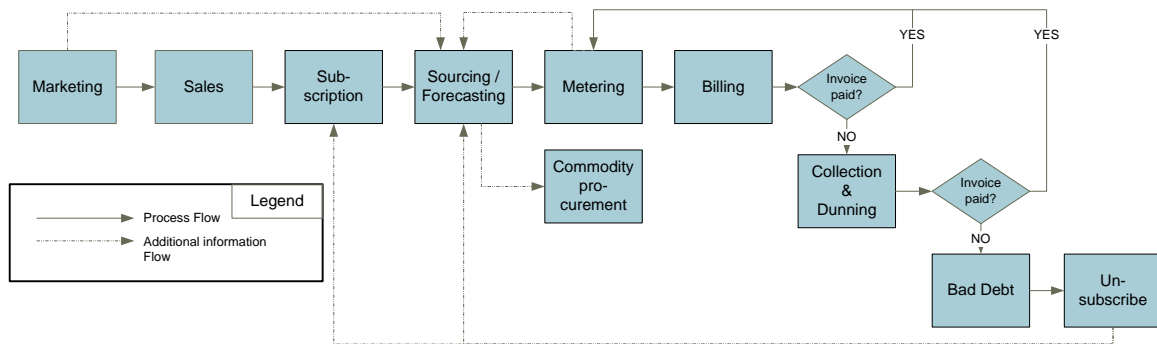 YES
YES
Marketing
Sales
Sub-
scription
Sourcing /
Forecasting
Metering
Billing
Invoice
paid?
NO
Commodity
pro-
curement
Collection
&
Dunning
Invoice
paid?
NO
Legend
Process Flow
Additional information
Flow
Bad Debt
Un-
subscribe